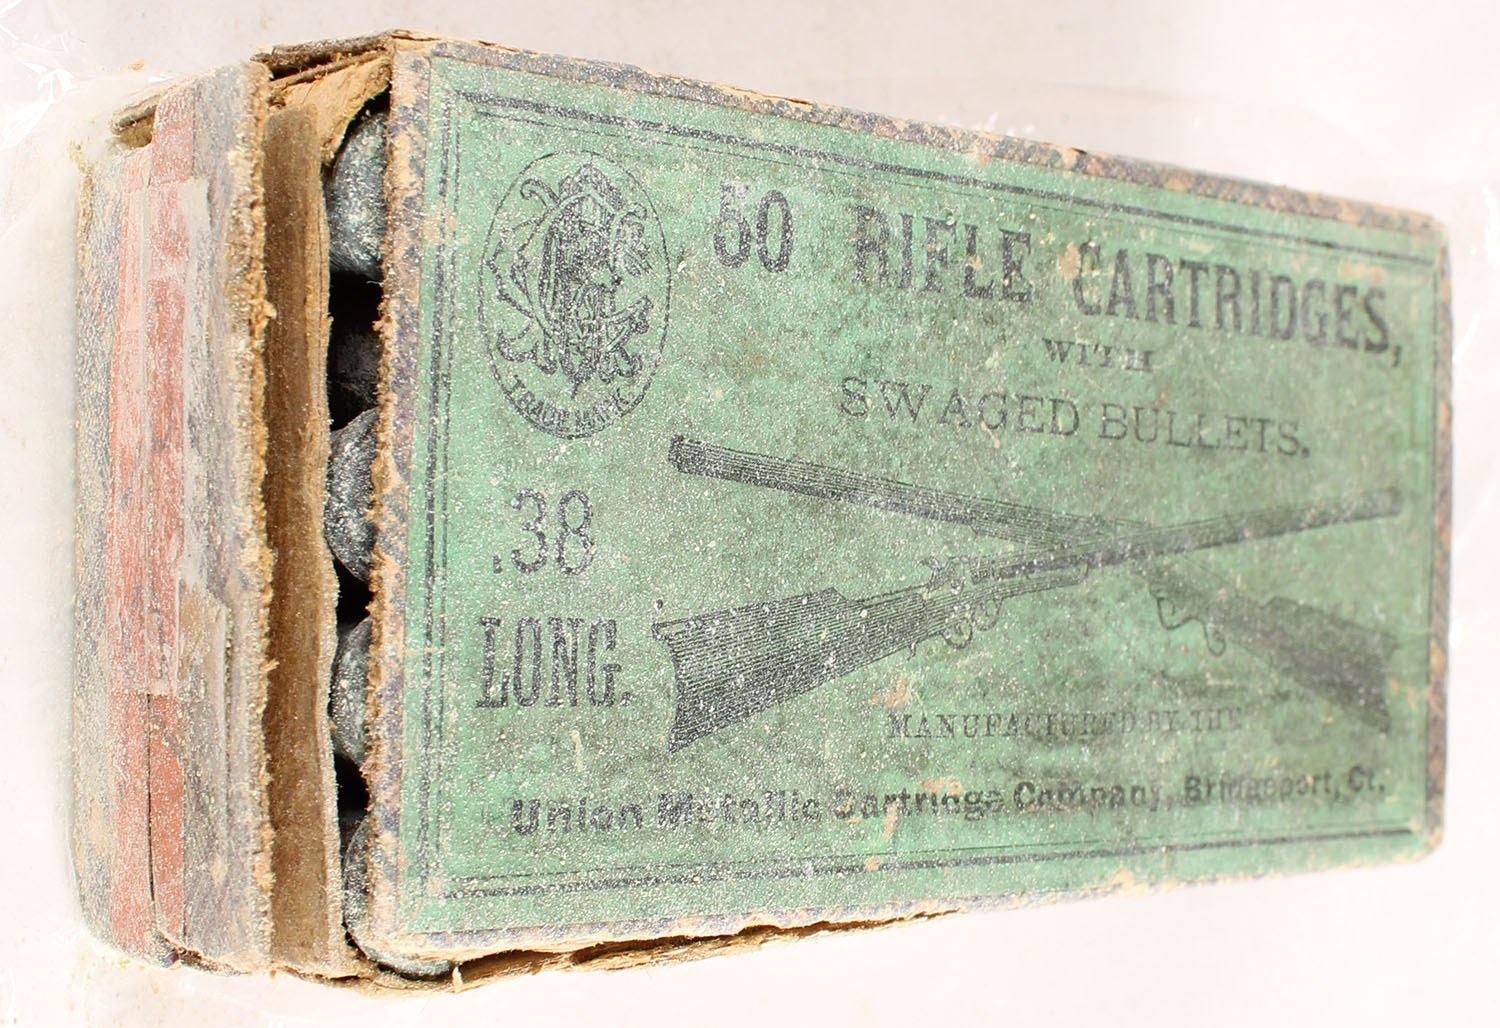 50 RIFLE CARTRIDGES,
WITH
SWAGED BULLETS.
TRADE MARK
.38
LONG.
MANUFACTURED BY THE
Union Metallic Cartridge Company, Bridgeport, Ct.